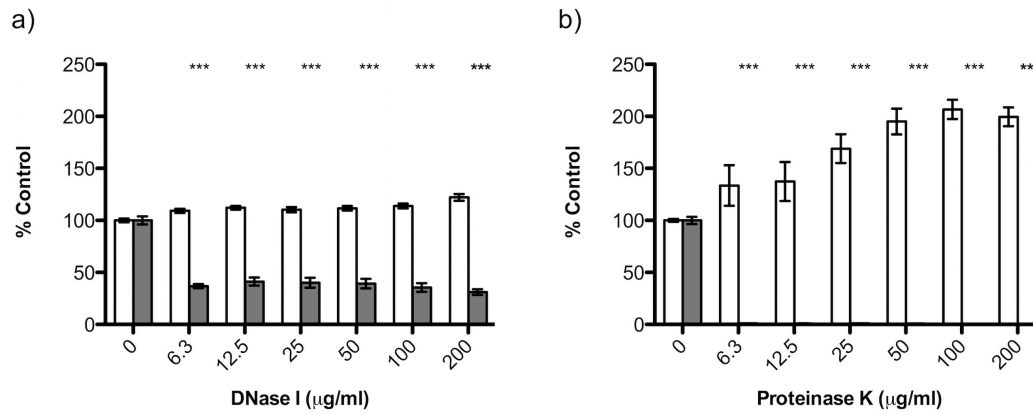 a)
*** *** *** *** *** ***
250
200
150
100
50
0
% Control
0 6.3 12.5 25 50 100 200
DNase I (µg/ml)
b)
*** *** *** *** *** **
250
200
150
100
50
0
% Control
0 6.3 12.5 25 50 100 200
Proteinase K (µg/ml)